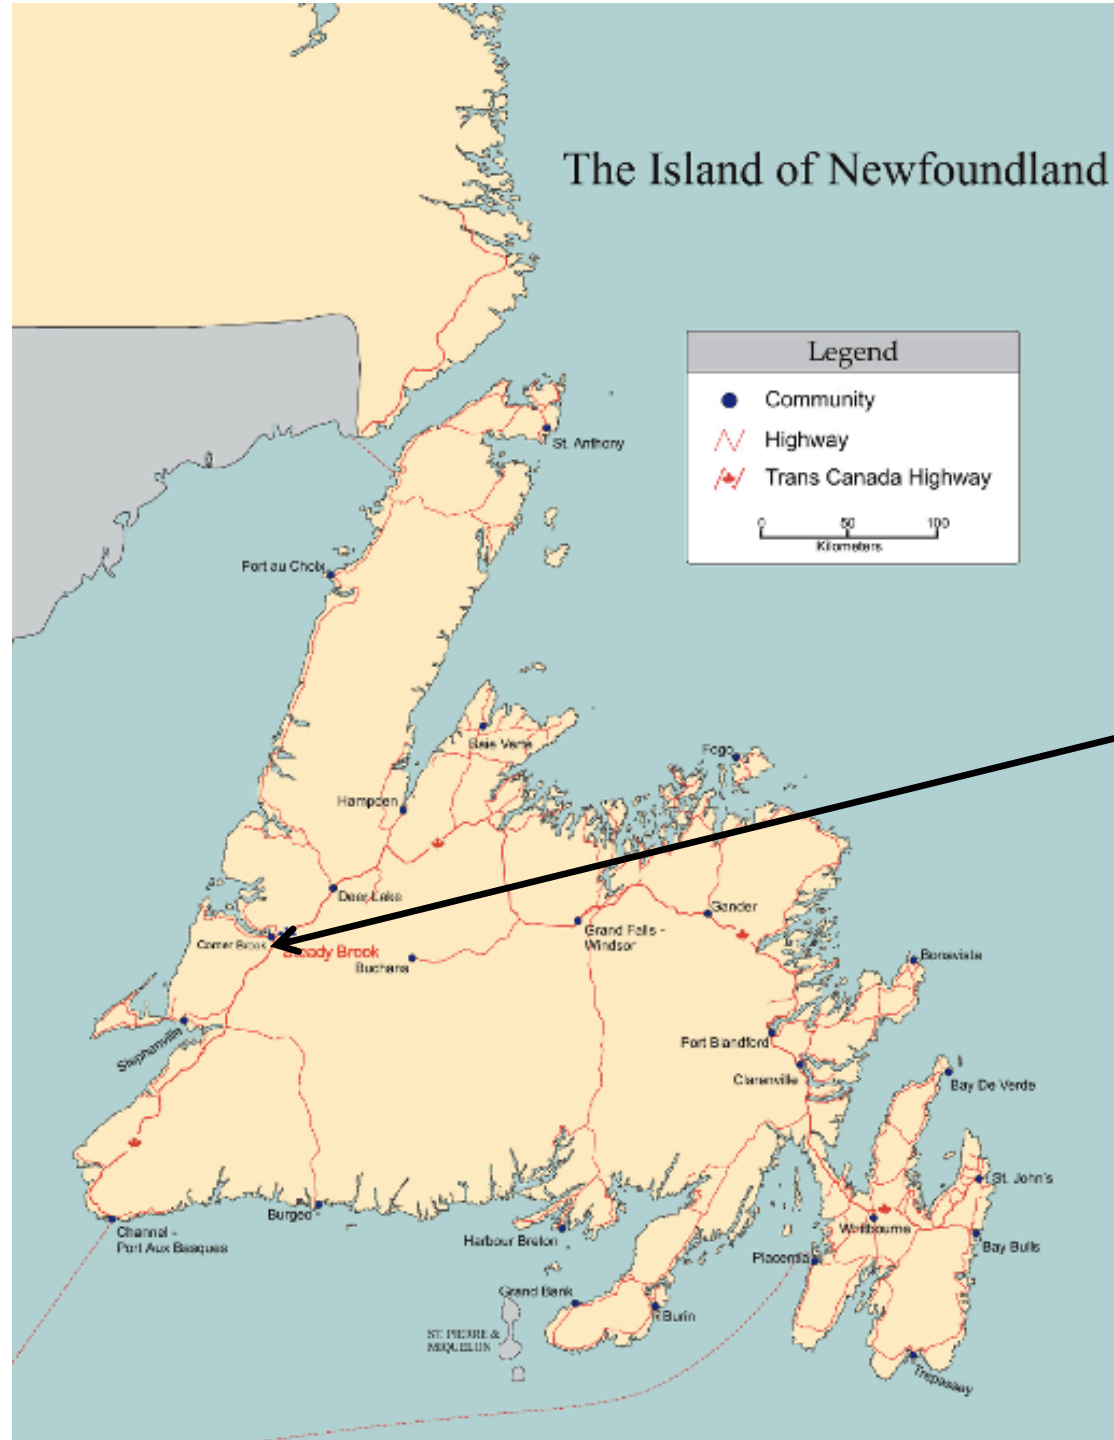 The Island of Newfoundland
Legend
Community
Highway
Trans Canada Highway
0 50 100
Kilometers
St. Anthony
Port au Choix
Baie Verte
Fogo
Hampden
Deer Lake
Gander
Grand Falls -
Windsor
Corner Brook
Steady Brook
Buchans
Bonavista
Stephenville
Port Blandford
Clarenville
Bay De Verde
St. John's
Burgeo
Channel -
Port Aux Basques
Harbour Breton
Whitbourne
Placentia
Bay Bulls
Grand Bank
Burin
ST. PIERRE &
MIQUELON
Trepassey